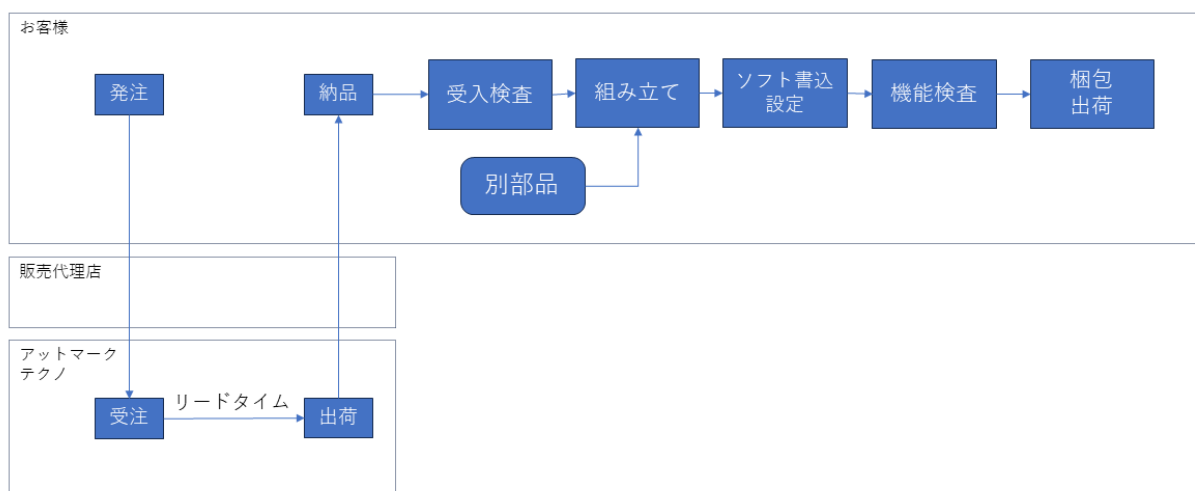 お客様
発注
納品
受入検査
組み立て
ソフト書込
設定
機能検査
梱包
出荷
別部品
販売代理店
アットマーク
テクノ
受注
リードタイム
出荷